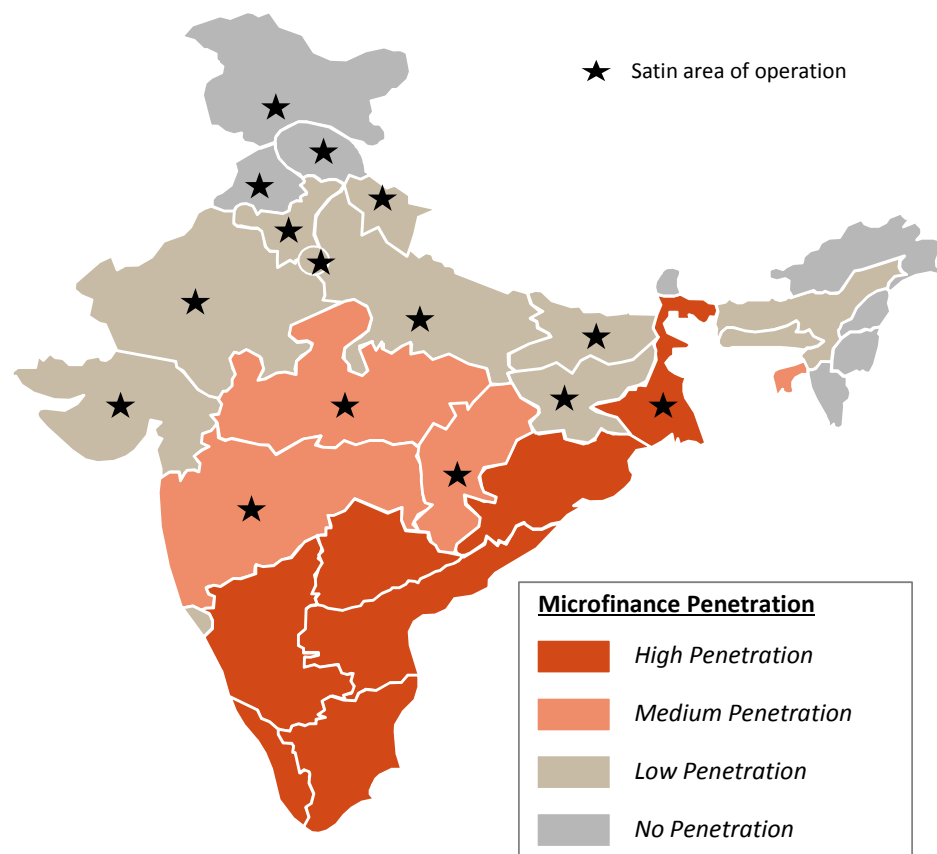 Satin area of operation
Microfinance Penetration
High Penetration
Medium Penetration
Low Penetration
No Penetration